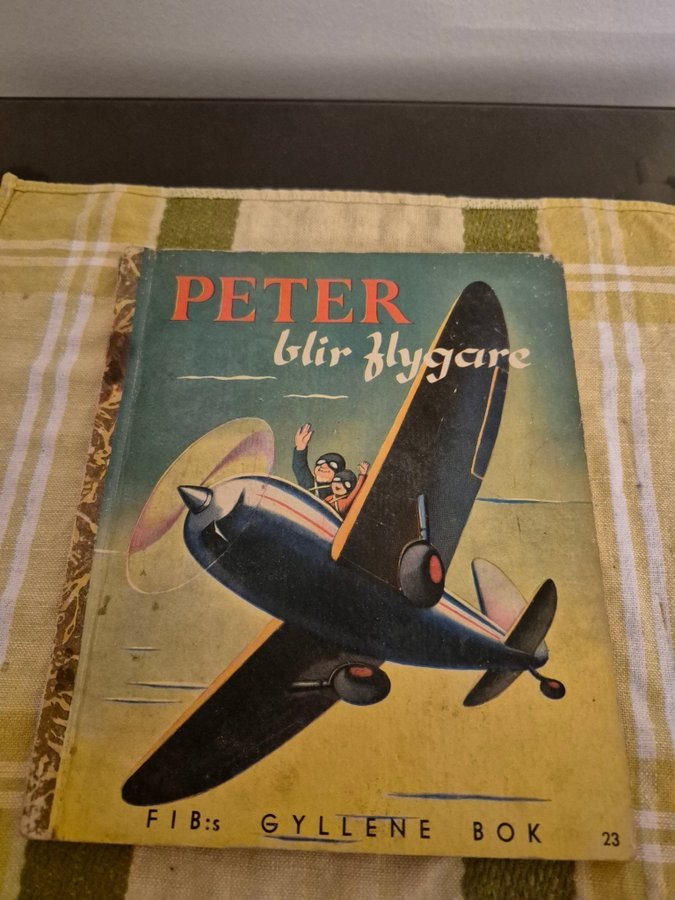 PETER
blir flygare
FIB:s GYLLENE BOK
23